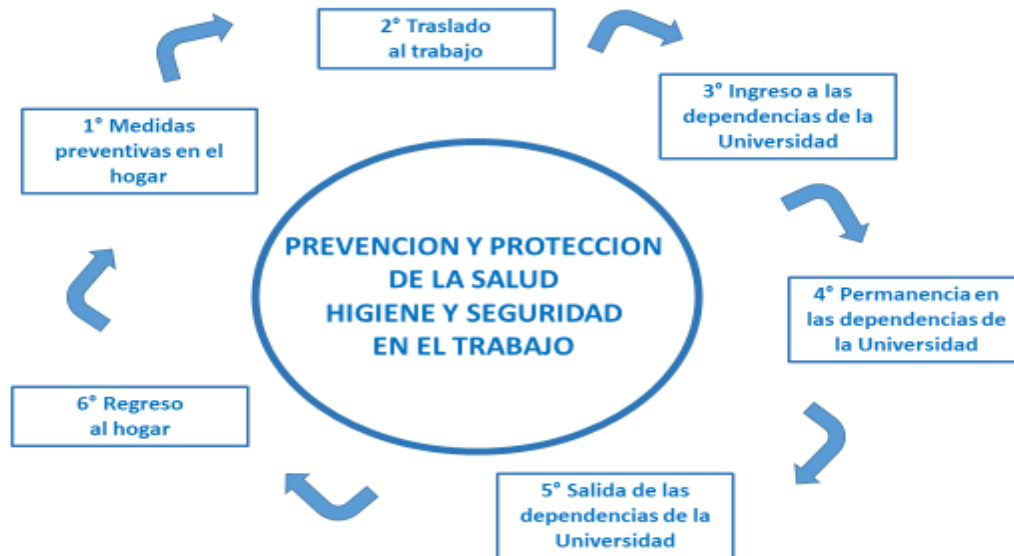 1° Medidas
preventivas en el
hogar
2° Traslado
al trabajo
3° Ingreso a las
dependencias de la
Universidad
4° Permanencia en
las dependencias de
la Universidad
5° Salida de las
dependencias de la
Universidad
6° Regreso
al hogar
PREVENCION Y PROTECCION
DE LA SALUD
HIGIENE Y SEGURIDAD
EN EL TRABAJO